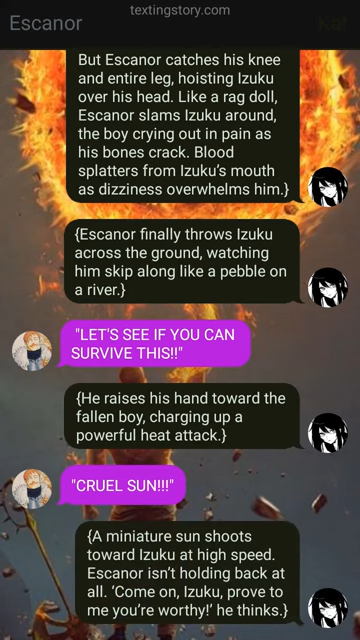 textingstory.com
Escanor
Kat
But Escanor catches his knee
and entire leg, hoisting Izuku
over his head. Like a rag doll,
Escanor slams Izuku around,
the boy crying out in pain as
his bones crack. Blood
splatters from Izuku’s mouth
as dizziness overwhelms him.}
{Escanor finally throws Izuku
across the ground, watching
him skip along like a pebble on
a river.}
"LET'S SEE IF YOU CAN
SURVIVE THIS!!"
{He raises his hand toward the
fallen boy, charging up a
powerful heat attack.}
"CRUEL SUN!!!"
{A miniature sun shoots
toward Izuku at high speed.
Escanor isn’t holding back at
all. ‘Come on, Izuku, prove to
me you’re worthy!’ he thinks.}